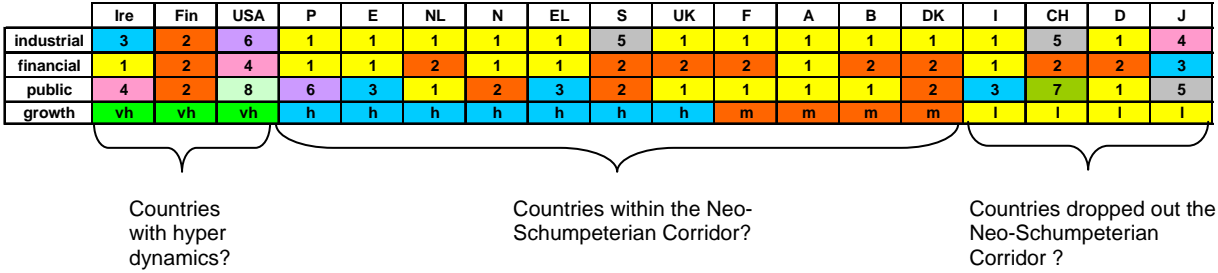 Ire Fin USA P E NL N EL S UK F A B DK I CH D J
industrial 3 2 6 1 1 1 1 1 5 1 1 1 1 1 1 5 1 4
financial 1 2 4 1 1 2 1 1 2 2 2 1 2 2 1 2 2 3
public 4 2 8 6 3 1 2 3 2 1 1 1 1 2 3 7 1 5
growth vh vh vh h h h h h h h m m m m l l l l
Countries
with hyper
dynamics?
Countries within the Neo-
Schumpeterian Corridor?
Countries dropped out the
Neo-Schumpeterian
Corridor ?